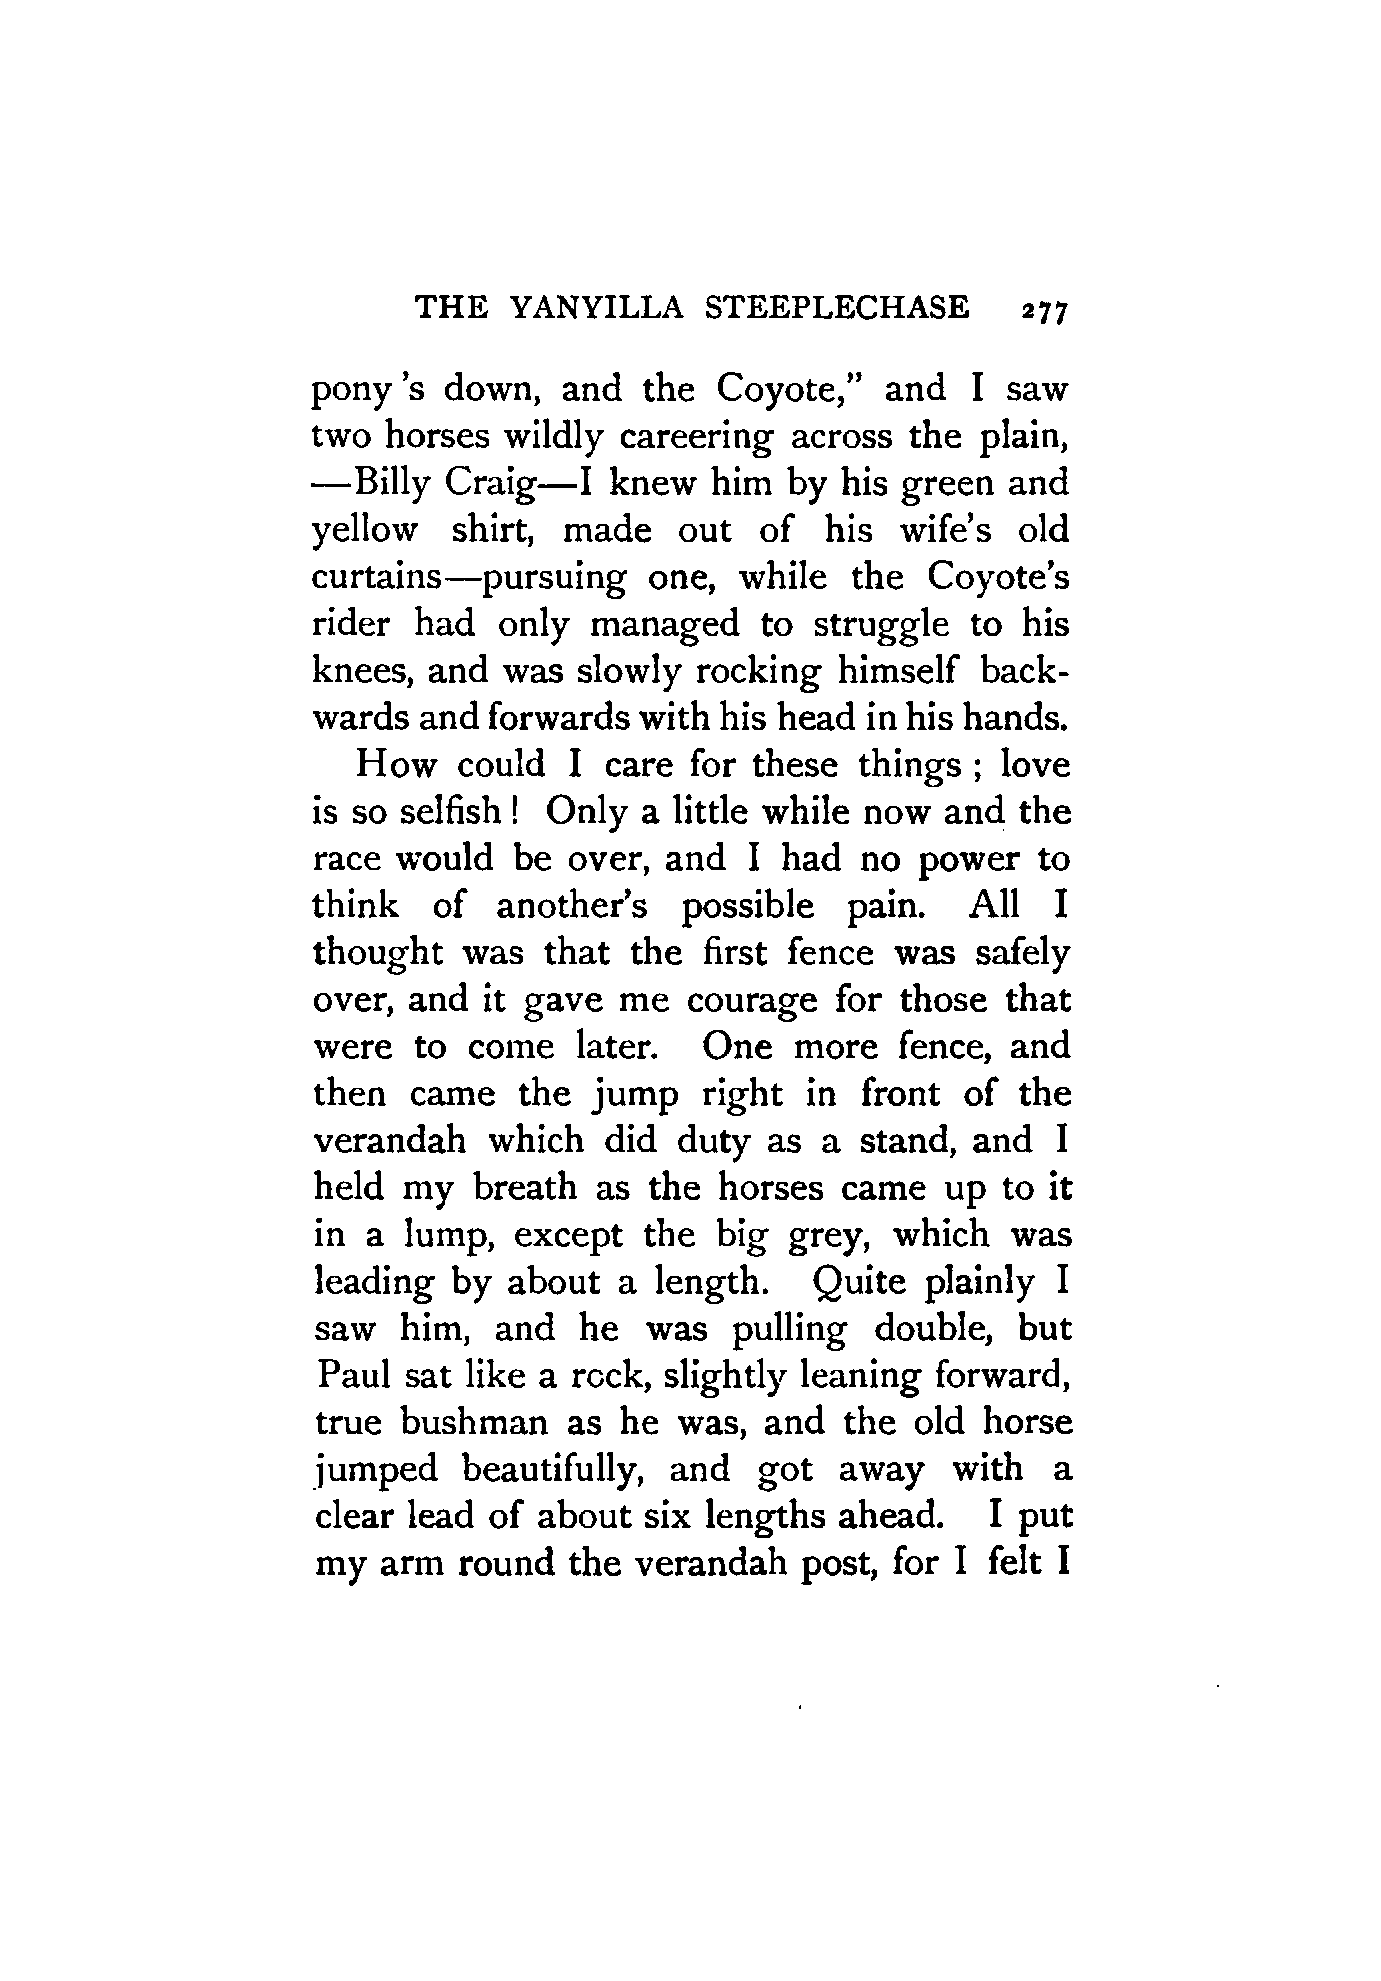 THE YANYILLA STEEPLECHASE 277
pony 's down, and the Coyote,” and I saw
two horses wildly careering across the plain,
—Billy Craig—I knew him by his green and
yellow shirt, made out of his wife’s old
curtains—pursuing one, while the Coyote’s
rider had only managed to struggle to his
knees, and was slowly rocking himself back-
wards and forwards with his head in his hands.
How could I care for these things ; love
is so selfish ! Only a little while now and the
race would be over, and I had no power to
think of another’s possible pain. All I
thought was that the first fence was safely
over, and it gave me courage for those that
were to come later. One more fence, and
then came the jump right in front of the
verandah which did duty as a stand, and I
held my breath as the horses came up to it
in a lump, except the big grey, which was
leading by about a length. Quite plainly I
saw him, and he was pulling double, but
Paul sat like a rock, slightly leaning forward,
true bushman as he was, and the old horse
jumped beautifully, and got away with a
clear lead of about six lengths ahead. I put
my arm round the verandah post, for I felt I